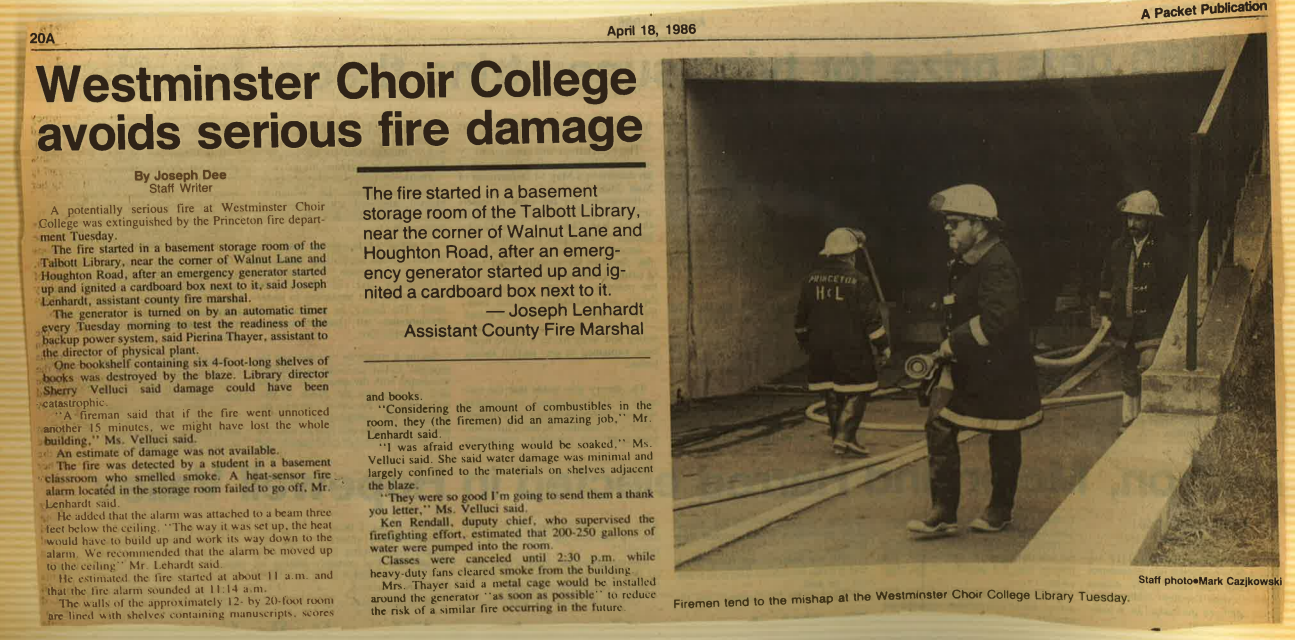 20A
April 18, 1986
A Packet Publication
Westminster Choir College
avoids serious fire damage
By Joseph Dee
Staff Writer
A potentially serious fire at Westminster Choir
College was extinguished by the Princeton fire depart-
ment Tuesday.
The fire started in a basement storage room of the
Talbott Library, near the corner of Walnut Lane and
Houghton Road, after an emergency generator started
up and ignited a cardboard box next to it, said Joseph
Lenhardt, assistant county fire marshal.
The generator is turned on by an automatic timer
every Tuesday morning to test the readiness of the
backup power system, said Pierina Thayer, assistant to
the director of physical plant.
One bookshelf containing six 4-foot-long shelves of
books was destroyed by the blaze. Library director
Sherry Velluci said damage could have been
catastrophic.
"A fireman said that if the fire went unnoticed
another 15 minutes, we might have lost the whole
building," Ms. Velluci said.
An estimate of damage was not available.
The fire was detected by a student in a basement
classroom who smelled smoke. A heat-sensor fire
alarm located in the storage room failed to go off, Mr.
Lenhardt said.
He added that the alarm was attached to a beam three
feet below the ceiling. "The way it was set up, the heat
would have to build up and work its way down to the
alarm. We recommended that the alarm be moved up
to the ceiling" Mr. Lehardt said.
He estimated the fire started at about 11 a.m. and
that the fire alarm sounded at 11:14 a.m.
The walls of the approximately 12- by 20-foot room
are lined with shelves containing manuscripts, scores
The fire started in a basement
storage room of the Talbott Library,
near the corner of Walnut Lane and
Houghton Road, after an emerg-
ency generator started up and ig-
nited a cardboard box next to it.
— Joseph Lenhardt
Assistant County Fire Marshal
and books.
"Considering the amount of combustibles in the
room, they (the firemen) did an amazing job," Mr.
Lenhardt said.
"I was afraid everything would be soaked," Ms.
Velluci said. She said water damage was minimal and
largely confined to the materials on shelves adjacent
the blaze.
"They were so good I'm going to send them a thank
you letter," Ms. Velluci said.
Ken Rendall, duputy chief, who supervised the
firefighting effort, estimated that 200-250 gallons of
water were pumped into the room.
Classes were canceled until 2:30 p.m. while
heavy-duty fans cleared smoke from the building.
Mrs. Thayer said a metal cage would be installed
around the generator "as soon as possible" to reduce
the risk of a similar fire occurring in the future.
PRINCETON
H&L
Staff photo•Mark Cazjkowski
Firemen tend to the mishap at the Westminster Choir College Library Tuesday.